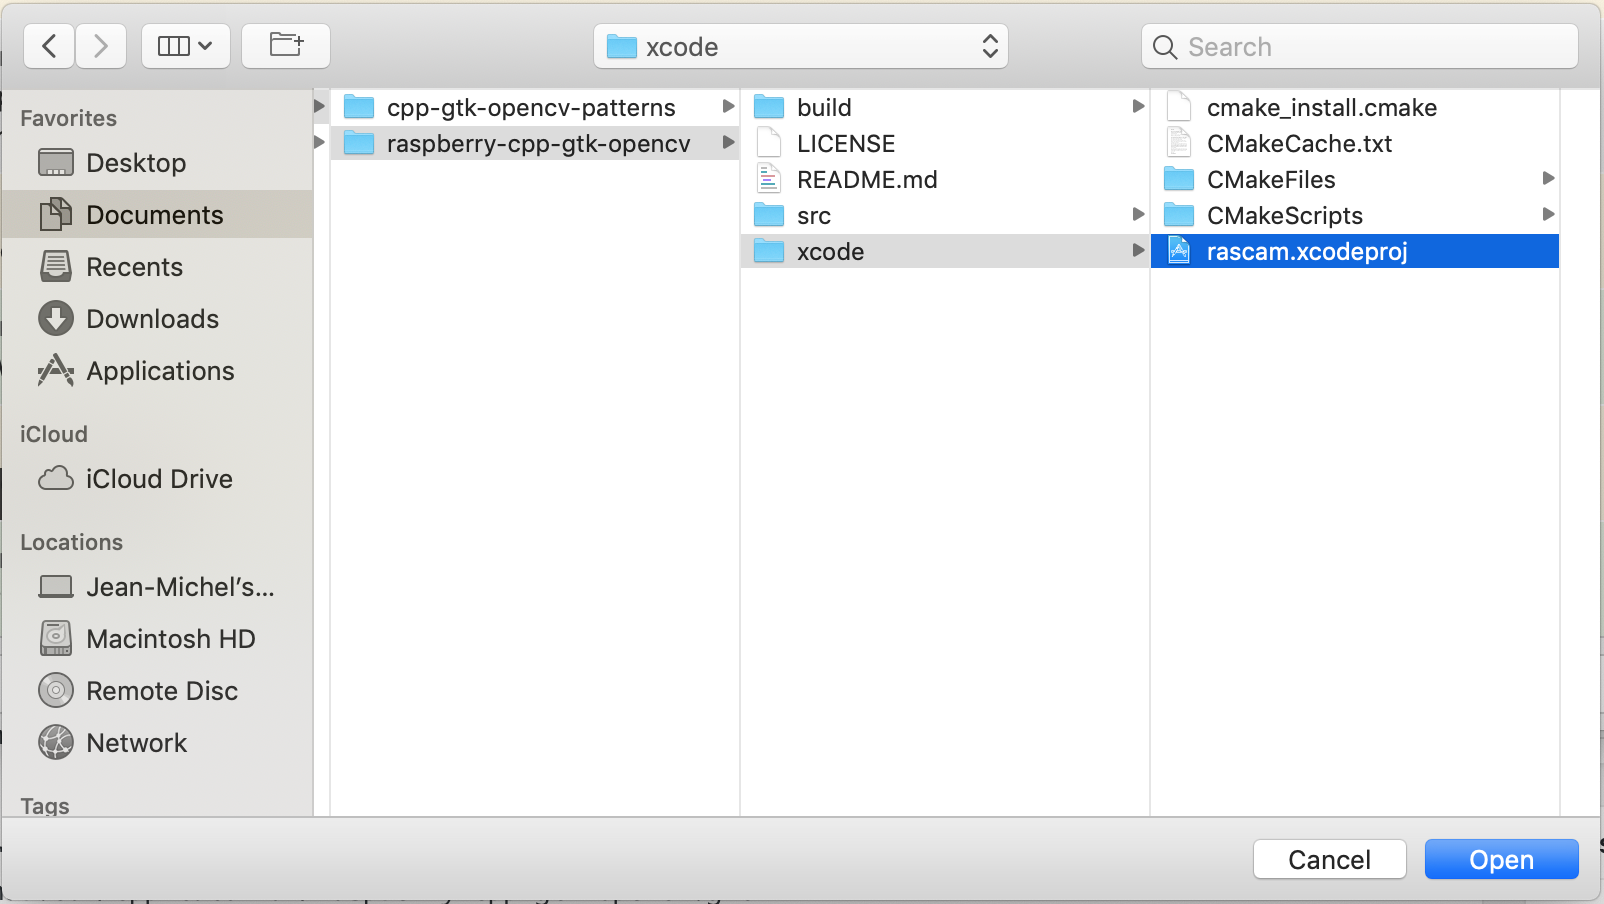 xcode
Search
Favorites
Desktop
Documents
Recents
Downloads
Applications
iCloud
iCloud Drive
Locations
Jean-Michel’s...
Macintosh HD
Remote Disc
Network
Tags
cpp-gtk-opencv-patterns
raspberry-cpp-gtk-opencv
build
LICENSE
README.md
src
xcode
cmake_install.cmake
CMakeCache.txt
CMakeFiles
CMakeScripts
rascam.xcodeproj
Cancel
Open